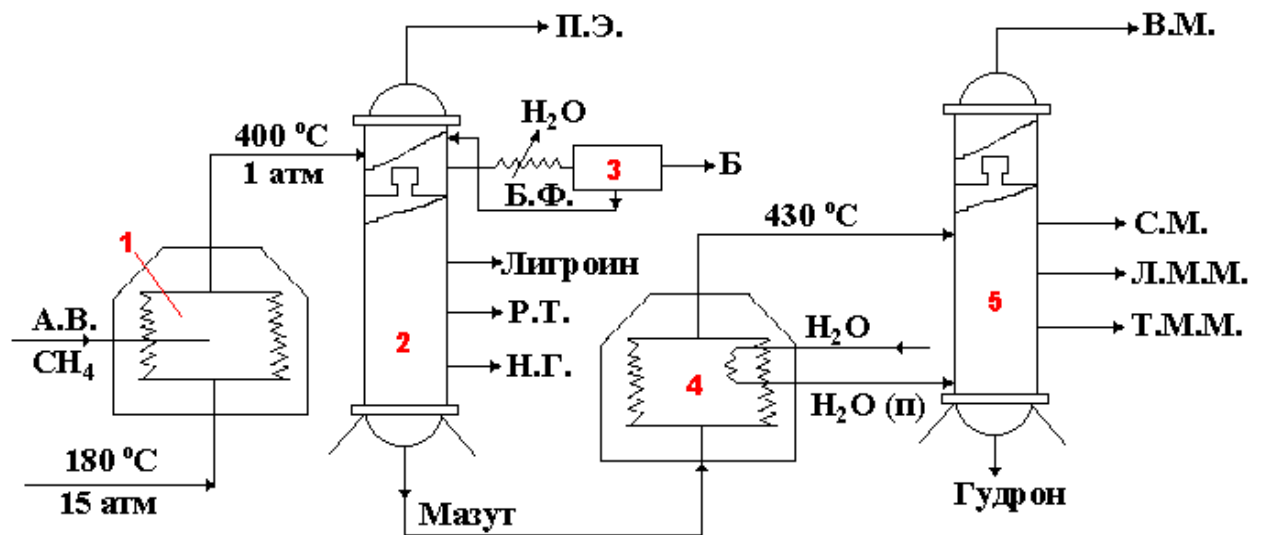 П.Э.
В.М.
H₂O
400 °C
1 атм
3
Б
Б.Ф.
430 °C
1
С.М.
Лигроин
Л.М.М.
А.В.
CH₄
Р.Т.
2
H₂O
5
Т.М.М.
Н.Г.
4
H₂O (п)
180 °C
15 атм
Мазут
Гудрон